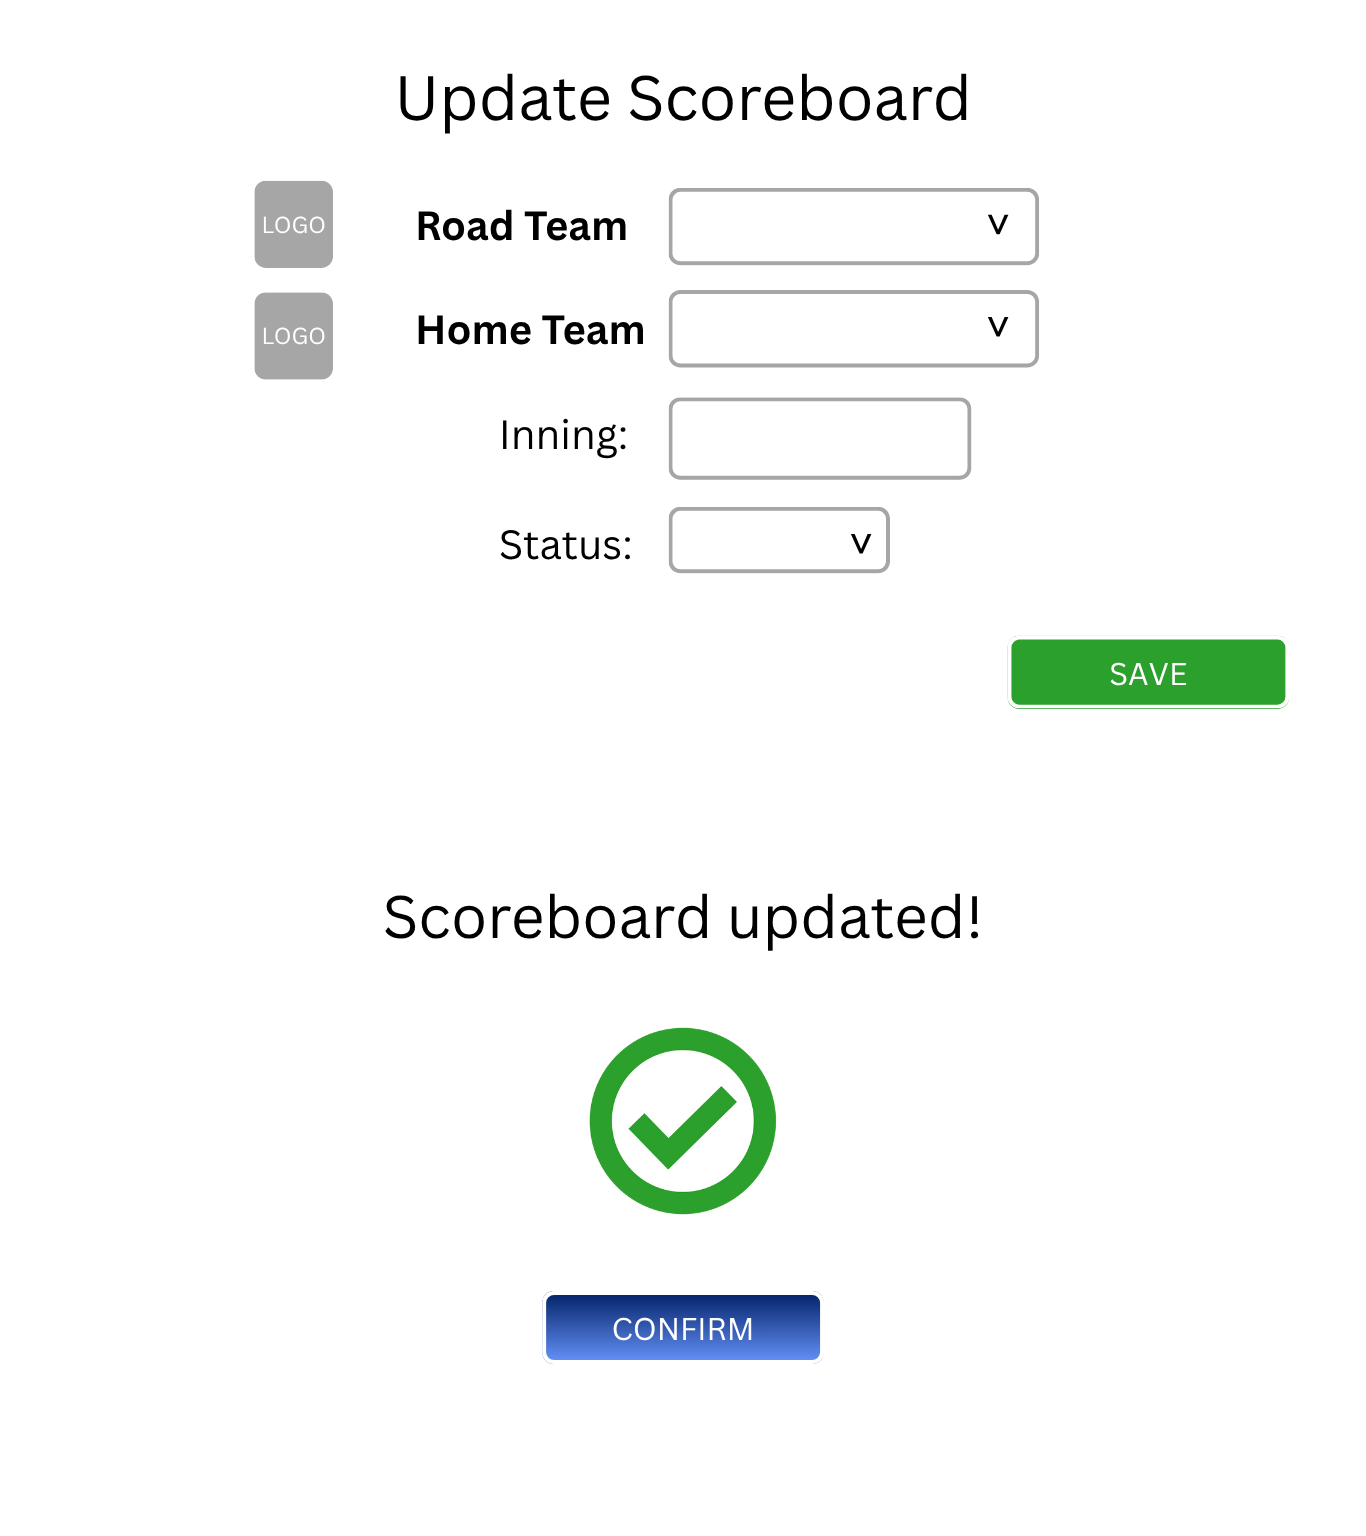 Update Scoreboard
LOGO
Road Team
V
LOGO
Home Team
V
Inning:
Status:
V
SAVE
Scoreboard updated!
CONFIRM